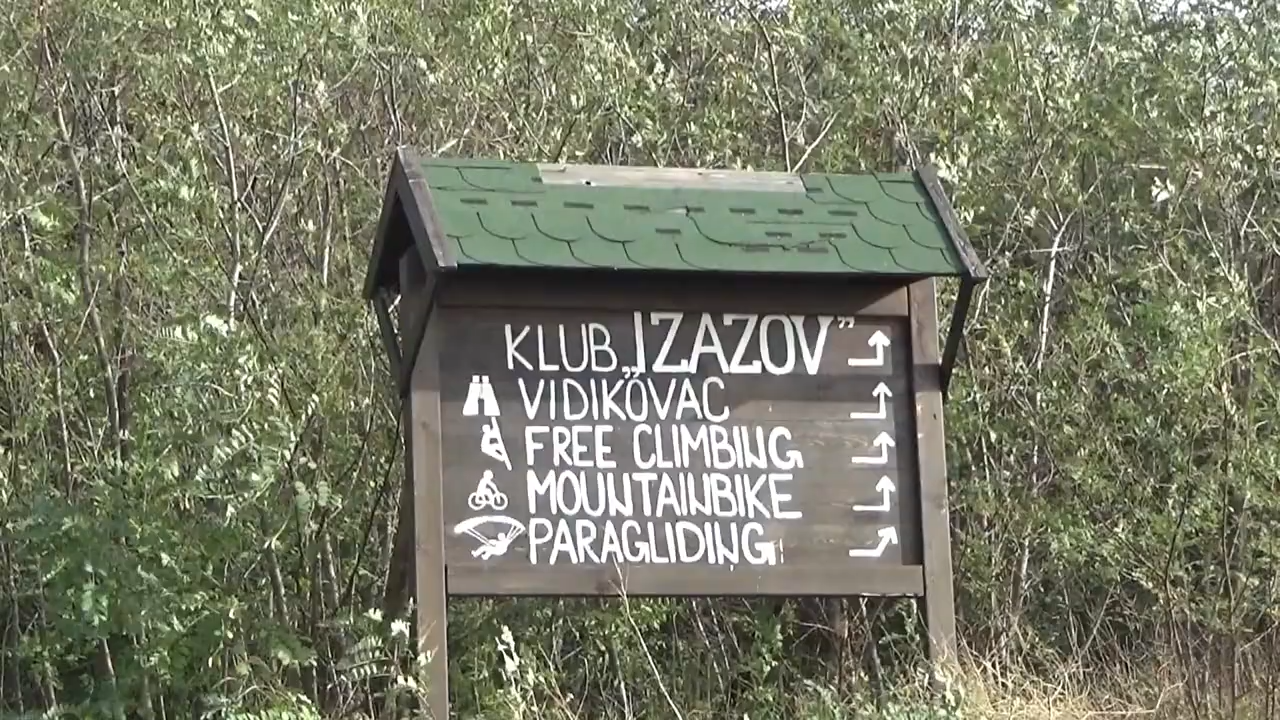 KLUB „IZAZOV”
VIDIKOVAC
FREE CLIMBING
MOUNTAINBIKE
PARAGLIDING